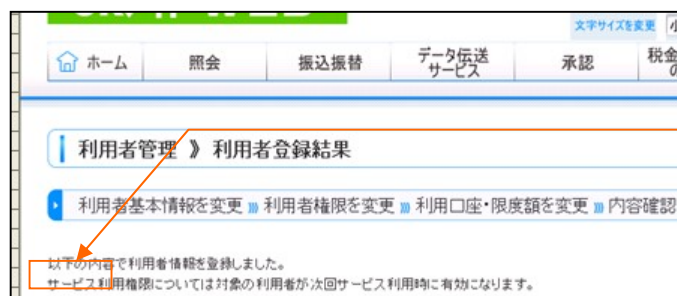 文字サイズを変更
ホーム 照会 振込振替 データ伝送サービス 承認
利用者管理 》 利用者登録結果
利用者基本情報を変更 »» 利用者権限を変更 »» 利用口座・限度額を変更 »» 内容確認
以下の内容で利用者情報を登録しました。
サービス利用権限については対象の利用者が次回サービス利用時に有効になります。